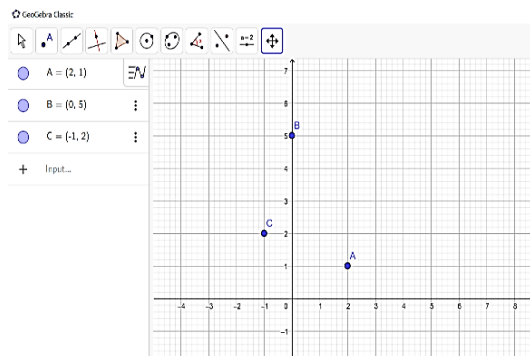 GeoGebra Classic
A
a=2
A = (2, 1)
B = (0, 5)
C = (-1, 2)
+ Input...
7
6
B
5
4
3
C
2
A
1
-4 -3 -2 -1 0 1 2 3 4 5 6 7 8
-1